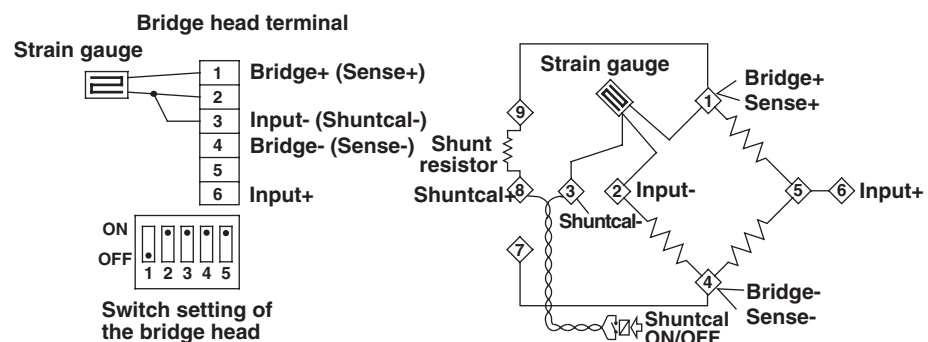 Bridge head terminal
Strain gauge
1 Bridge+ (Sense+)
2
3 Input- (Shuntcal-)
4 Bridge- (Sense-)
5
6 Input+
ON
OFF
1 2 3 4 5
Switch setting of
the bridge head
Strain gauge
Bridge+
1
Sense+
9
Shunt
resistor
Shuntcal+ 8
3
2 Input-
5
6 Input+
Shuntcal-
7
4
Bridge-
Sense-
Shuntcal
ON/OFF